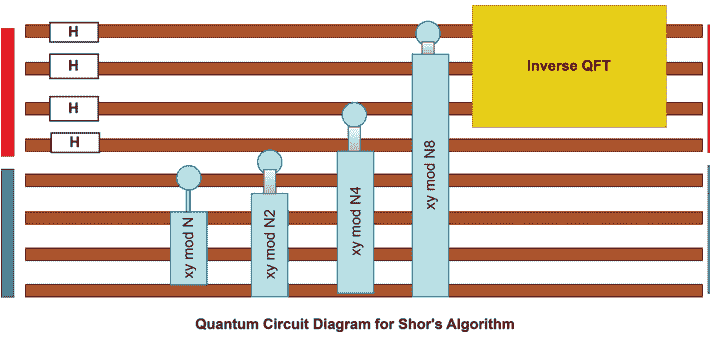 H
H
H
H
Inverse QFT
xy mod N
xy mod N2
xy mod N4
xy mod N8
Quantum Circuit Diagram for Shor's Algorithm